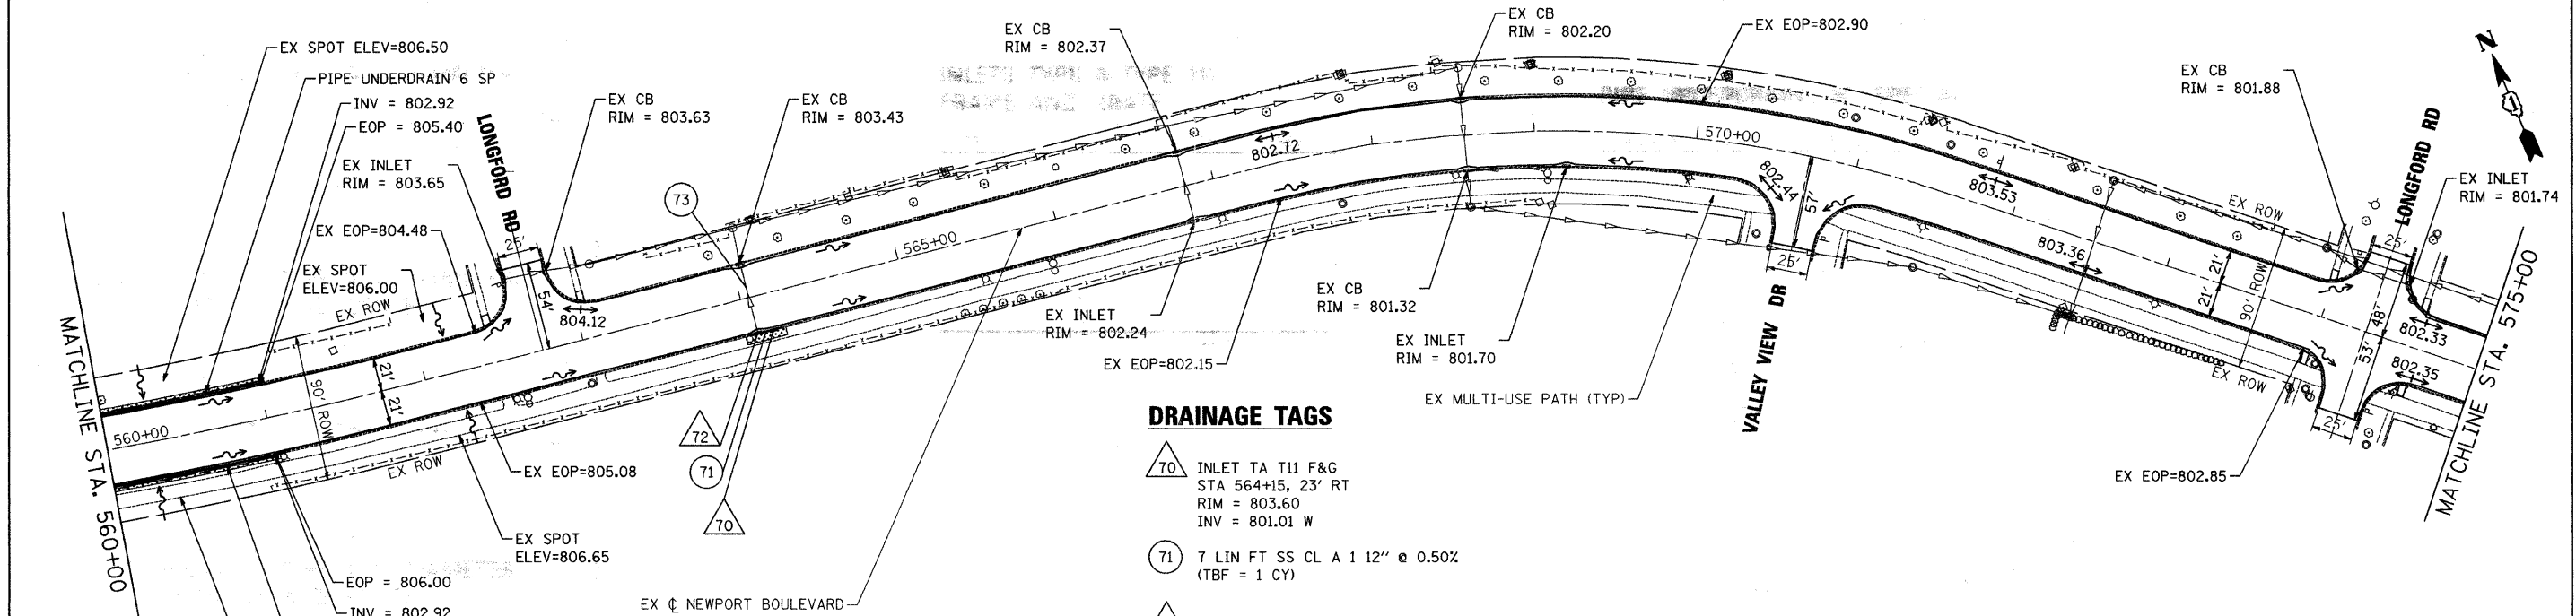 EX SPOT ELEV=806.50
PIPE UNDERDRAIN 6 SP
INV = 802.92
EOP = 805.40
EX INLET
RIM = 803.65
EX EOP=804.48
EX SPOT
ELEV=806.00
EX ROW
LONGFORD RD
25'
54'
804.12
EX CB
RIM = 803.63
EX CB
RIM = 803.43
73
EX CB
RIM = 802.37
802.72
EX CB
RIM = 802.20
EX EOP=802.90
570+00
565+00
560+00
MATCHLINE STA. 560+00
90' ROW
21'
21'
EX ROW
EX EOP=805.08
EX SPOT
ELEV=806.65
EOP = 806.00
INV = 802.92
72
71
70
EX ℄ NEWPORT BOULEVARD
EX INLET
RIM = 802.24
EX EOP=802.15
EX CB
RIM = 801.32
EX INLET
RIM = 801.70
EX MULTI-USE PATH (TYP)
802.44
57'
25'
VALLEY VIEW DR
803.53
803.36
21'
21'
90' ROW
EX ROW
EX ROW
EX CB
RIM = 801.88
N
LONGFORD RD
25'
EX INLET
RIM = 801.74
48'
53'
802.33
802.35
25'
EX EOP=802.85
MATCHLINE STA. 575+00
DRAINAGE TAGS
70 INLET TA T11 F&G
STA 564+15, 23' RT
RIM = 803.60
INV = 801.01 W
71 7 LIN FT SS CL A 1 12" @ 0.50%
(TBF = 1 CY)